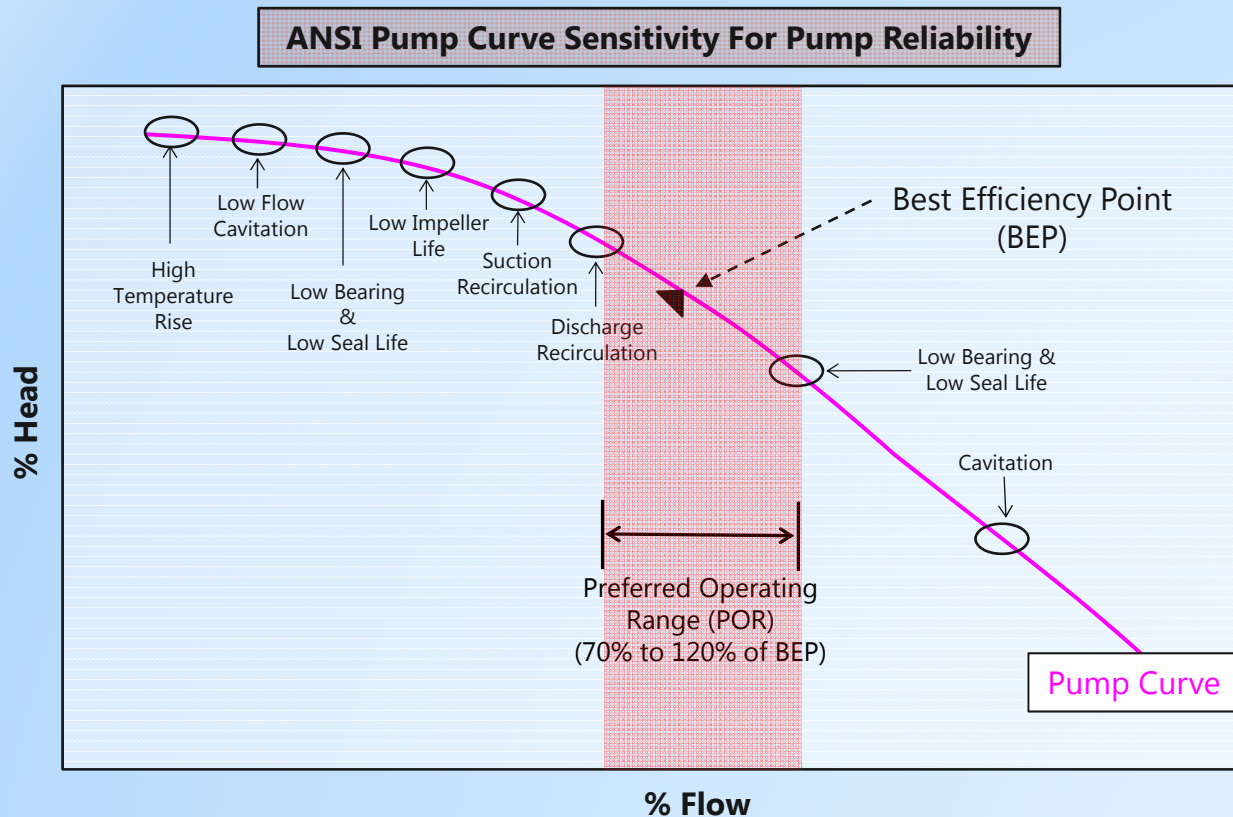 ANSI Pump Curve Sensitivity For Pump Reliability
High
Temperature
Rise
Low Flow
Cavitation
Low Bearing
&
Low Seal Life
Low Impeller
Life
Suction
Recirculation
Discharge
Recirculation
Best Efficiency Point
(BEP)
Low Bearing &
Low Seal Life
Cavitation
Preferred Operating
Range (POR)
(70% to 120% of BEP)
Pump Curve
% Head
% Flow